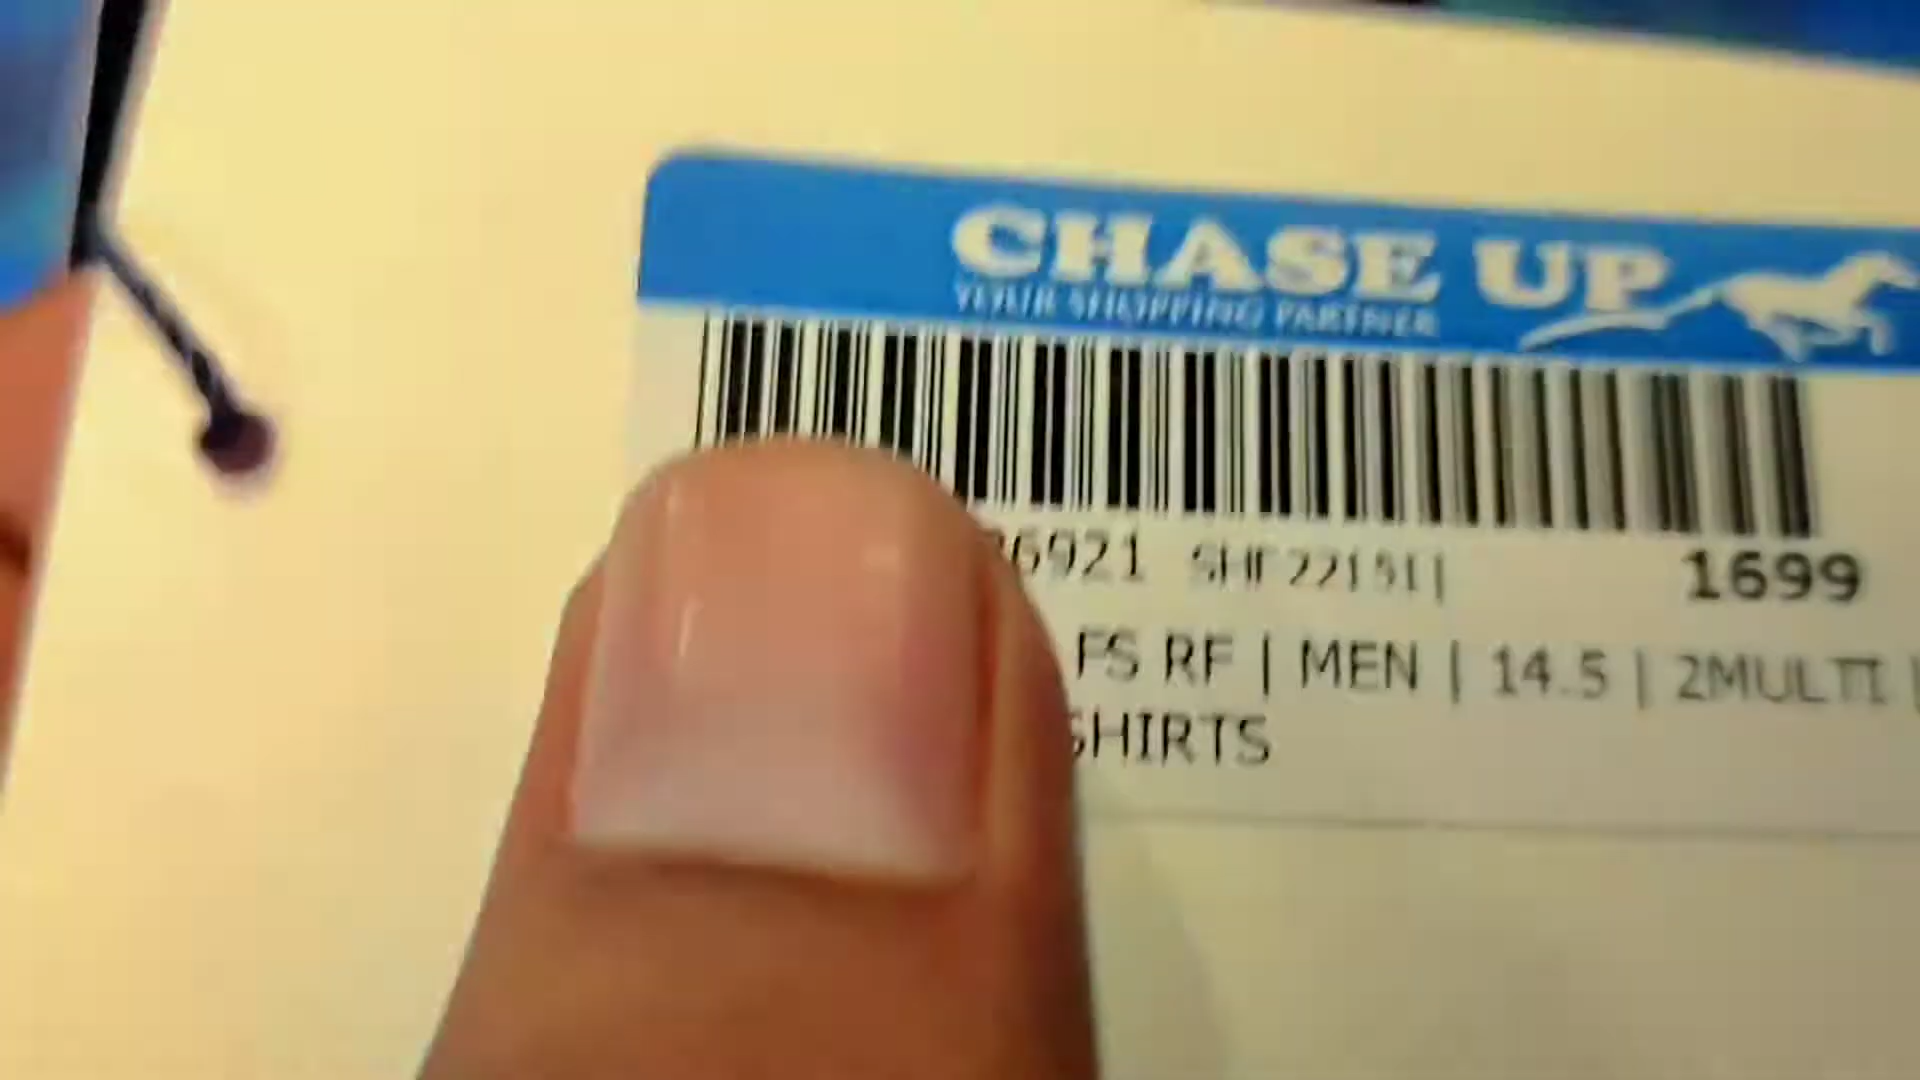 CHASE UP
YOUR SHOPPING PARTNER
6921 1699
FS RF | MEN | 14.5 | 2MULTI |
SHIRTS